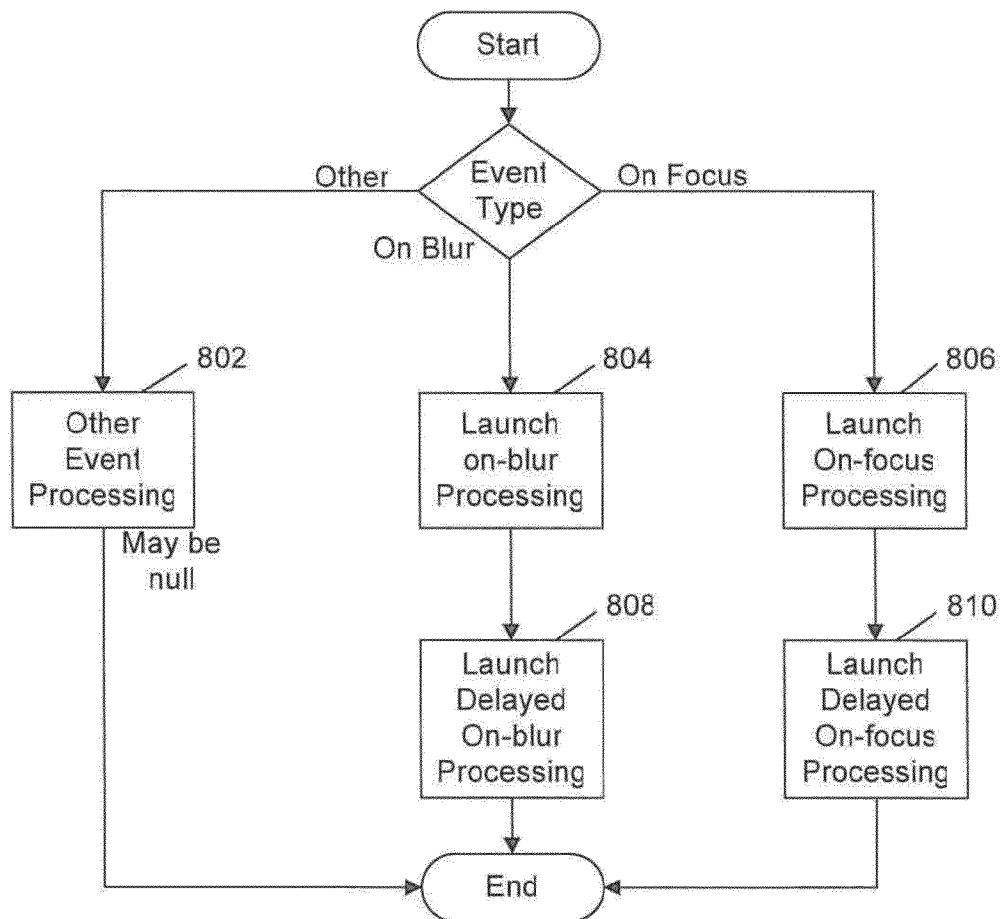 Start
Event
Type
Other
On Focus
On Blur
802
804
806
Other
Event
Processing
Launch
on-blur
Processing
Launch
On-focus
Processing
May be
null
808
810
Launch
Delayed
On-blur
Processing
Launch
Delayed
On-focus
Processing
End